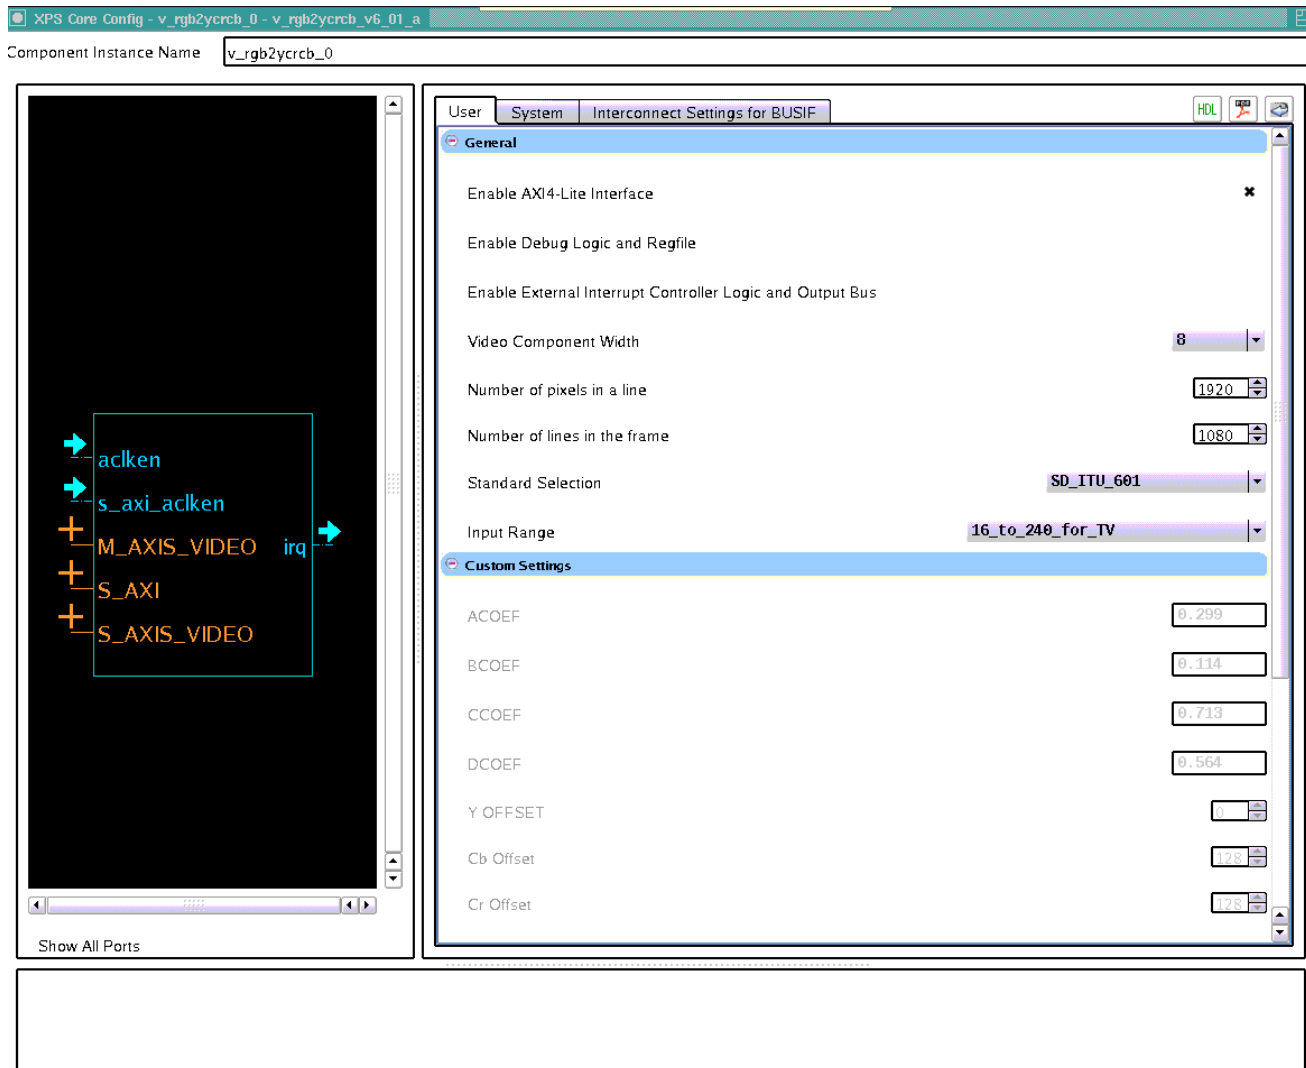 XPS Core Config - v_rgb2ycrcb_0 - v_rgb2ycrcb_v6_01_a
Component Instance Name v_rgb2ycrcb_0
aclken
s_axi_aclken
M_AXIS_VIDEO irq
S_AXI
S_AXIS_VIDEO
Show All Ports
User System Interconnect Settings for BUSIF HDL
General
Enable AXI4-Lite Interface
Enable Debug Logic and Regfile
Enable External Interrupt Controller Logic and Output Bus
Video Component Width 8
Number of pixels in a line 1920
Number of lines in the frame 1080
Standard Selection SD_ITU_601
Input Range 16_to_240_for_TV
Custom Settings
ACOEF 0.299
BCOEF 0.114
CCOEF 0.713
DCOEF 0.564
Y OFFSET 0
Cb Offset 128
Cr Offset 128